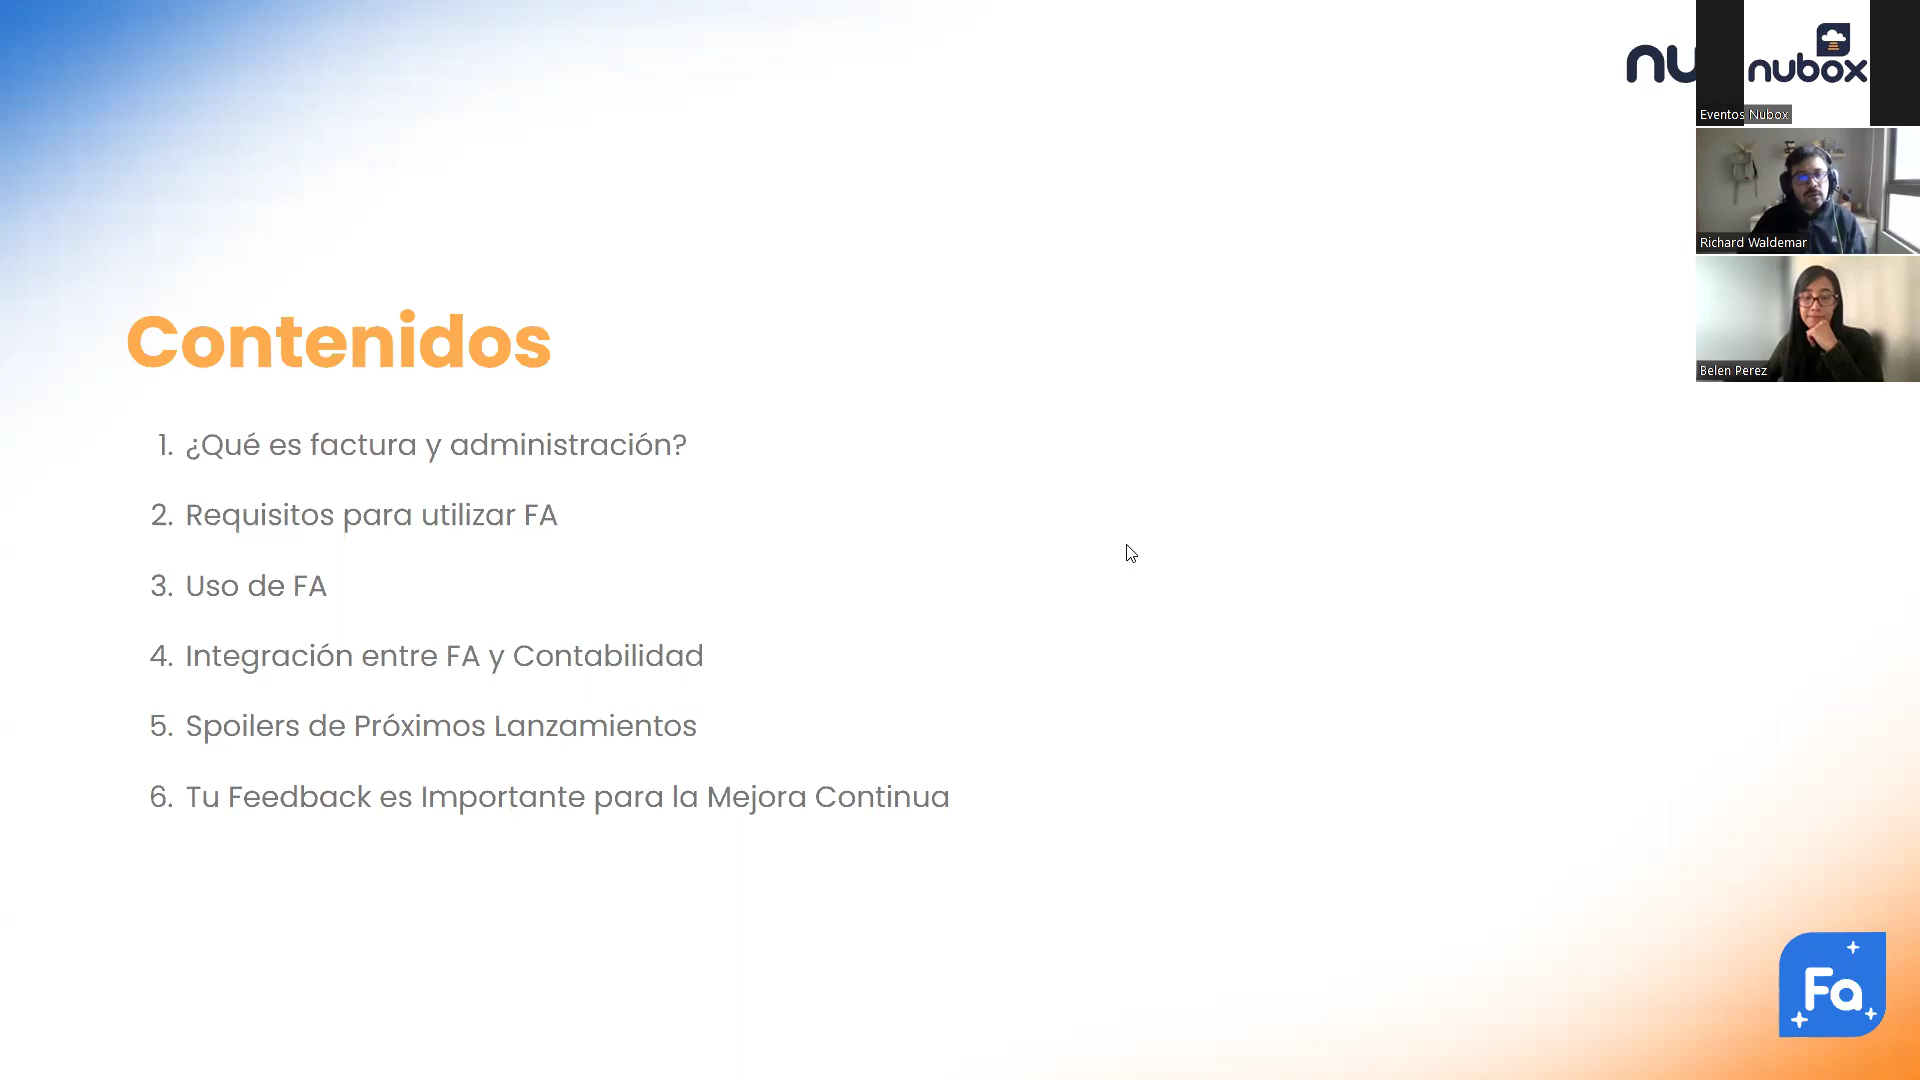 nu
nubox
Eventos Nubox
Richard Waldemar
Belen Perez
Contenidos
1. ¿Qué es factura y administración?
2. Requisitos para utilizar FA
3. Uso de FA
4. Integración entre FA y Contabilidad
5. Spoilers de Próximos Lanzamientos
6. Tu Feedback es Importante para la Mejora Continua
Fa